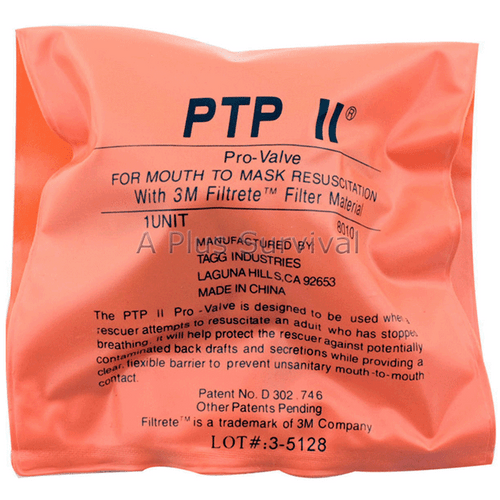 PTP II®
Pro-Valve
FOR MOUTH TO MASK RESUSCITATION
With 3M Filtrete™ Filter Material
1UNIT 80101
A Plus Survival
MANUFACTURED BY
TAGG INDUSTRIES
LAGUNA HILLS,CA 92653
MADE IN CHINA
The PTP II Pro-Valve is designed to be used when
rescuer attempts to resuscitate an adult who has stoppe
breathing. it will help protect the rescuer against potentially
contaminated back drafts and secretions while providing a
clear, flexible barrier to prevent unsanitary mouth-to-mouth
contact.
Patent No. D 302,746
Other Patents Pending
Filtrete™ is a trademark of 3M Company
LOT#:3-5128